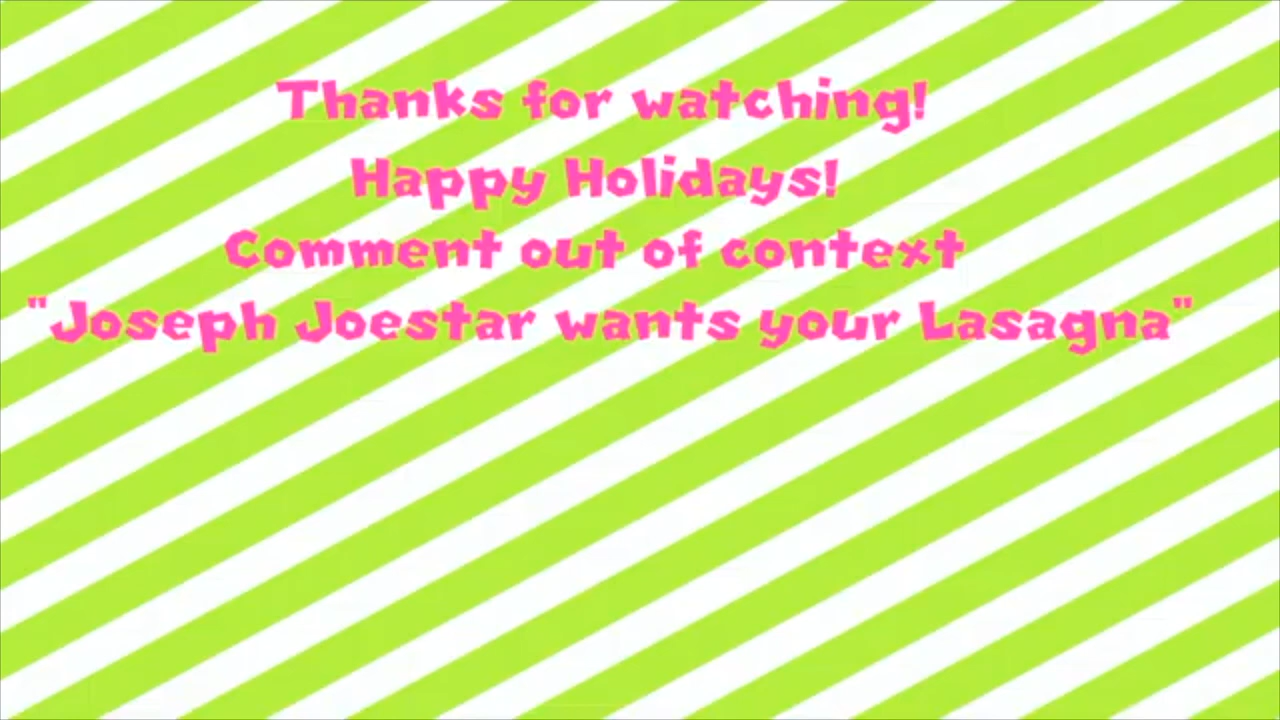 Thanks for watching!
Happy Holidays!
Comment out of context
"Joseph Joestar wants your Lasagna"